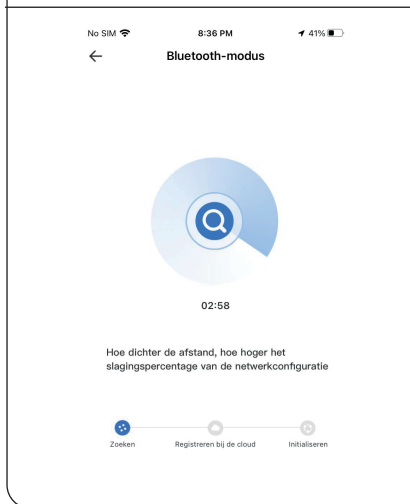 No SIM 8:36 PM 41%
Bluetooth-modus
02:58
Hoe dichter de afstand, hoe hoger het
slagingspercentage van de netwerkconfiguratie
Zoeken Registreren bij de cloud Initialiseren